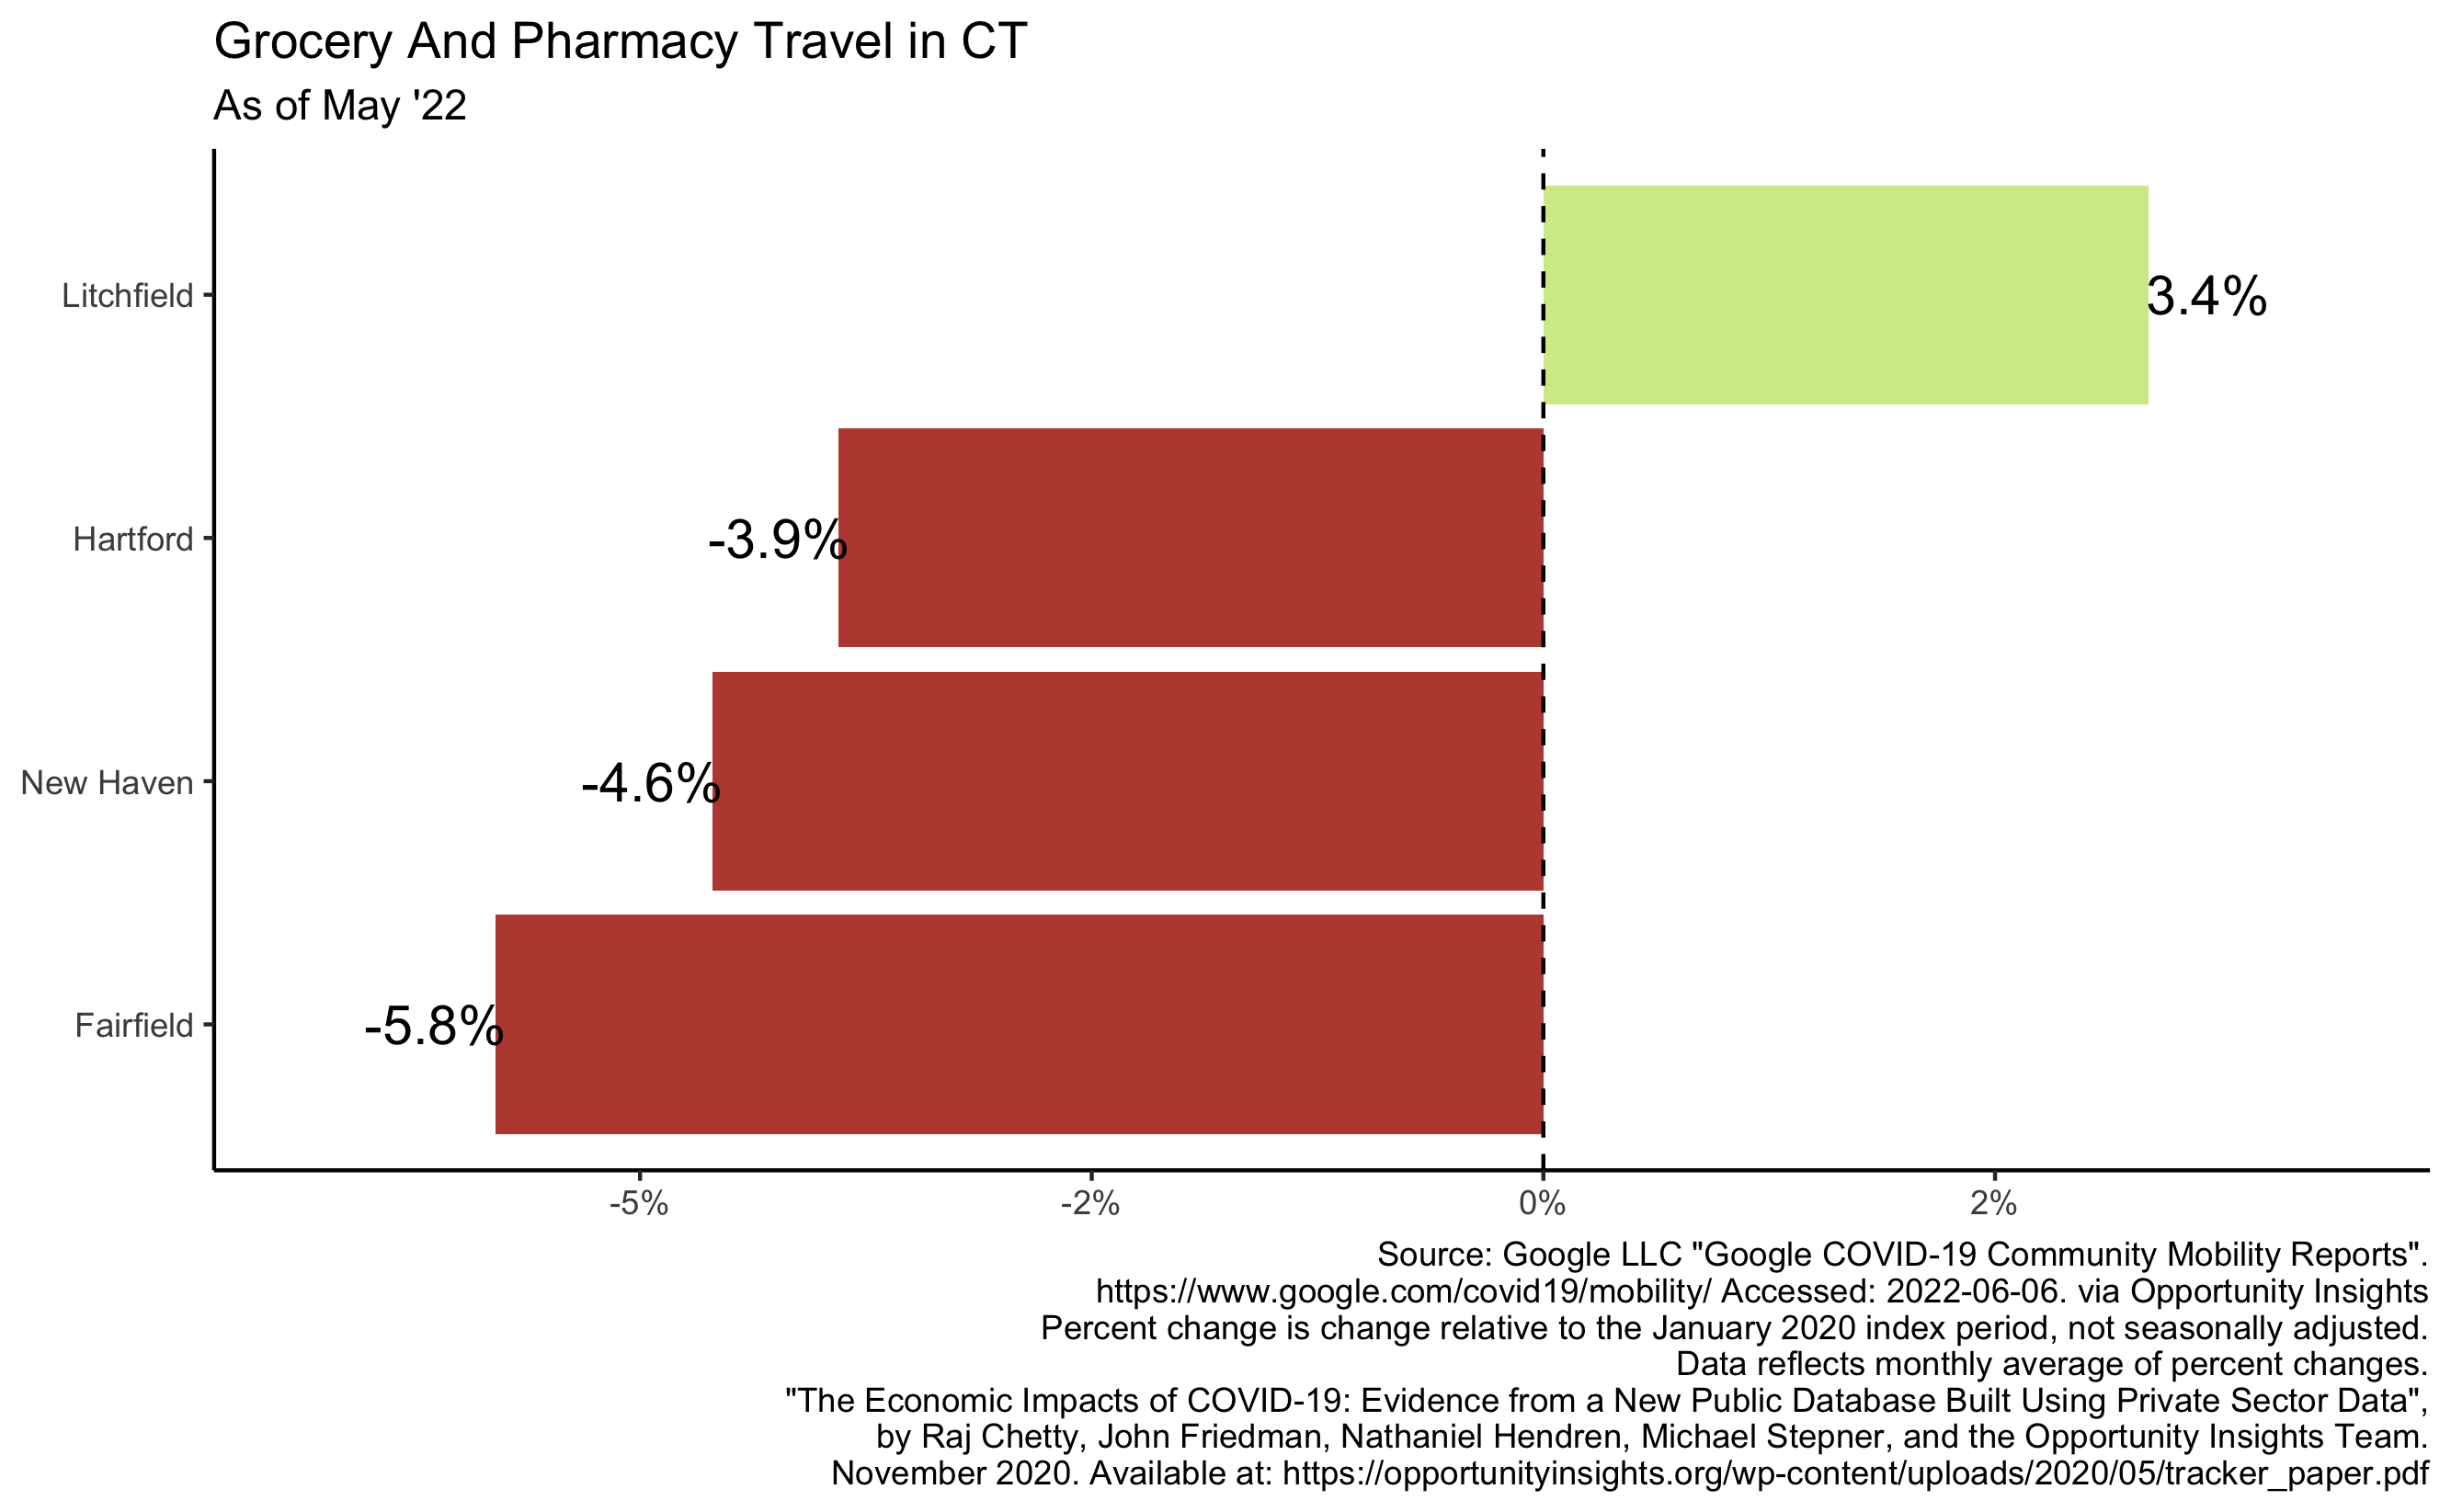 Grocery And Pharmacy Travel in CT
As of May '22
Litchfield
3.4%
Hartford
-3.9%
New Haven
-4.6%
Fairfield
-5.8%
-5%
-2%
0%
2%
Source: Google LLC "Google COVID-19 Community Mobility Reports".
https://www.google.com/covid19/mobility/ Accessed: 2022-06-06. via Opportunity Insights
Percent change is change relative to the January 2020 index period, not seasonally adjusted.
Data reflects monthly average of percent changes.
"The Economic Impacts of COVID-19: Evidence from a New Public Database Built Using Private Sector Data",
by Raj Chetty, John Friedman, Nathaniel Hendren, Michael Stepner, and the Opportunity Insights Team.
November 2020. Available at: https://opportunityinsights.org/wp-content/uploads/2020/05/tracker_paper.pdf